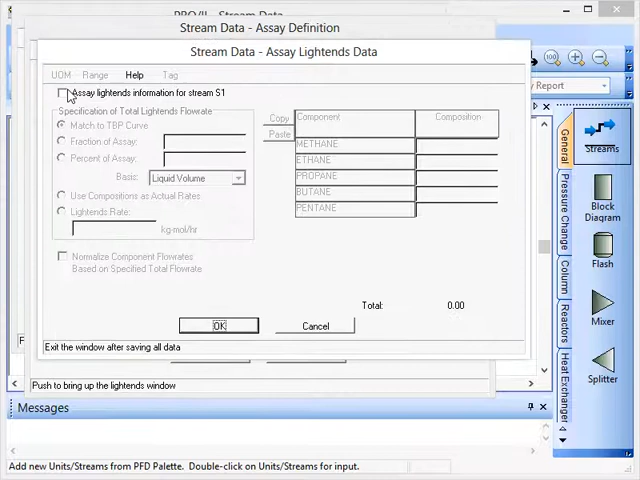 PRO/II - Stream Data
Stream Data - Assay Definition
Stream Data - Assay Lightends Data
UOM Range Help Tag
Assay lightends information for stream S1
Specification of Total Lightends Flowrate
Match to TBP Curve
Fraction of Assay:
Percent of Assay:
Basis: Liquid Volume
Use Compositions as Actual Rates
Lightends Rate:
kg-mol/hr
Normalize Component Flowrates
Based on Specified Total Flowrate
Copy
Paste
Component Composition
METHANE
ETHANE
PROPANE
BUTANE
PENTANE
Total: 0.00
OK Cancel
Exit the window after saving all data
Push to bring up the lightends window
Messages
Add new Units/Streams from PFD Palette. Double-click on Units/Streams for input.
100
ay Report
General
Pressure Change
Column
Reactors
Heat Exchanger
Streams
Block
Diagram
Flash
Mixer
Splitter